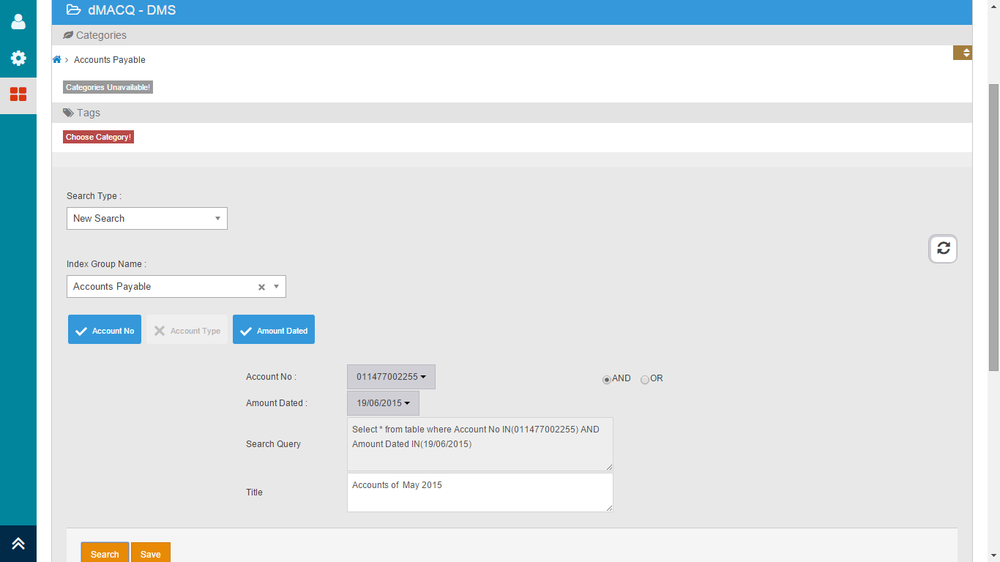 dMACQ - DMS
Categories
Accounts Payable
Categories Unavailable!
Tags
Choose Category!
Search Type :
New Search
Index Group Name :
Accounts Payable
Account No
Account Type
Amount Dated
Account No :
011477002255
AND
OR
Amount Dated :
19/06/2015
Search Query
Select * from table where Account No IN(011477002255) AND
Amount Dated IN(19/06/2015)
Title
Accounts of May 2015
Search
Save